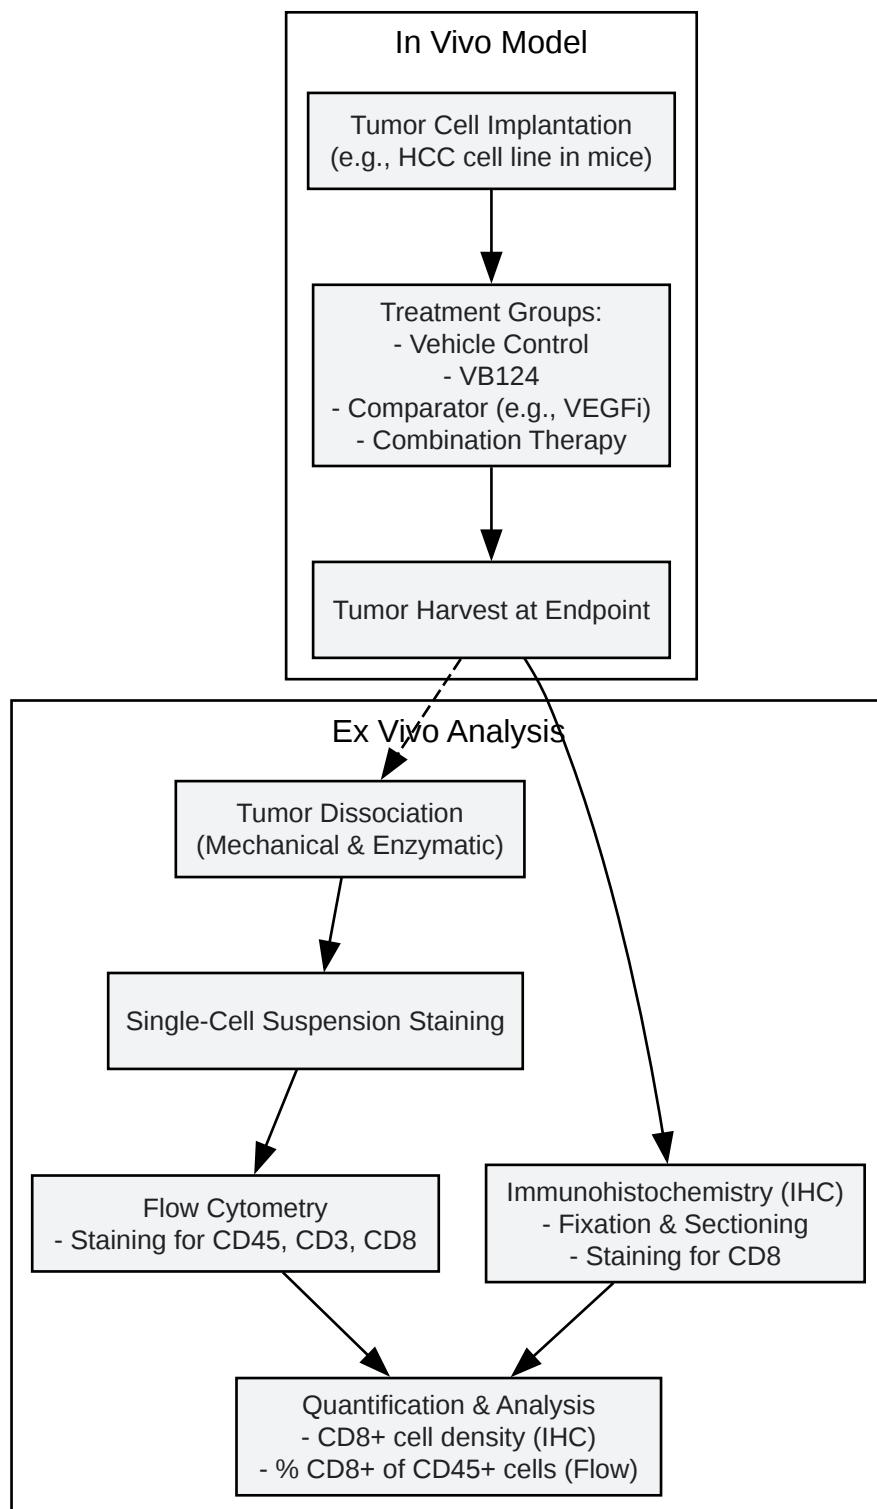 In Vivo Model
Tumor Cell Implantation
(e.g., HCC cell line in mice)
Treatment Groups:
- Vehicle Control
- VB124
- Comparator (e.g., VEGFi)
- Combination Therapy
Tumor Harvest at Endpoint
Ex Vivo Analysis
Tumor Dissociation
(Mechanical & Enzymatic)
Single-Cell Suspension Staining
Flow Cytometry
- Staining for CD45, CD3, CD8
Immunohistochemistry (IHC)
- Fixation & Sectioning
- Staining for CD8
Quantification & Analysis
- CD8+ cell density (IHC)
- % CD8+ of CD45+ cells (Flow)